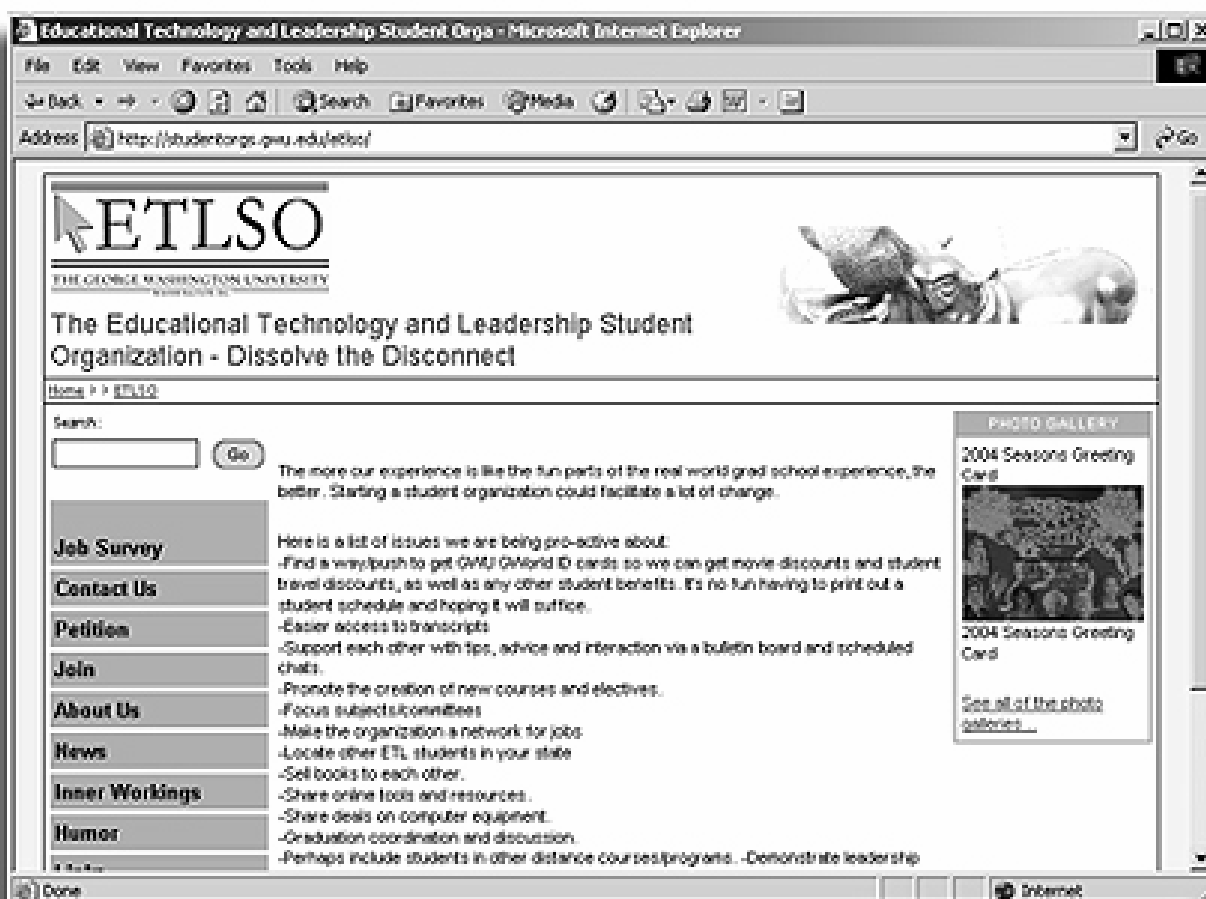 Educational Technology and Leadership Student Orga - Microsoft Internet Explorer
File Edit View Favorites Tools Help
Back Search Favorites Media
Address http://studentorgs.gwu.edu/etlso/ Go
ETLSO
THE GEORGE WASHINGTON UNIVERSITY
WASHINGTON DC
The Educational Technology and Leadership Student
Organization - Dissolve the Disconnect
Home > > ETLSO
Search:
Go
Job Survey
Contact Us
Petition
Join
About Us
News
Inner Workings
Humor
The more our experience is like the fun parts of the real world grad school experience, the
better. Starting a student organization could facilitate a lot of change.
Here is a list of issues we are being pro-active about:
-Find a way/push to get GWU GWorld ID cards so we can get movie discounts and student
travel discounts, as well as any other student benefits. It's no fun having to print out a
student schedule and hoping it will suffice.
-Easier access to transcripts
-Support each other with tips, advice and interaction via a bulletin board and scheduled
chats.
-Promote the creation of new courses and electives.
-Focus subjects/committees
-Make the organization a network for jobs
-Locate other ETL students in your state
-Sell books to each other.
-Share online tools and resources.
-Share deals on computer equipment.
-Graduation coordination and discussion.
-Perhaps include students in other distance courses/programs. -Demonstrate leadership
PHOTO GALLERY
2004 Seasons Greeting
Card
2004 Seasons Greeting
Card
See all of the photo
galleries ...
Done
Internet